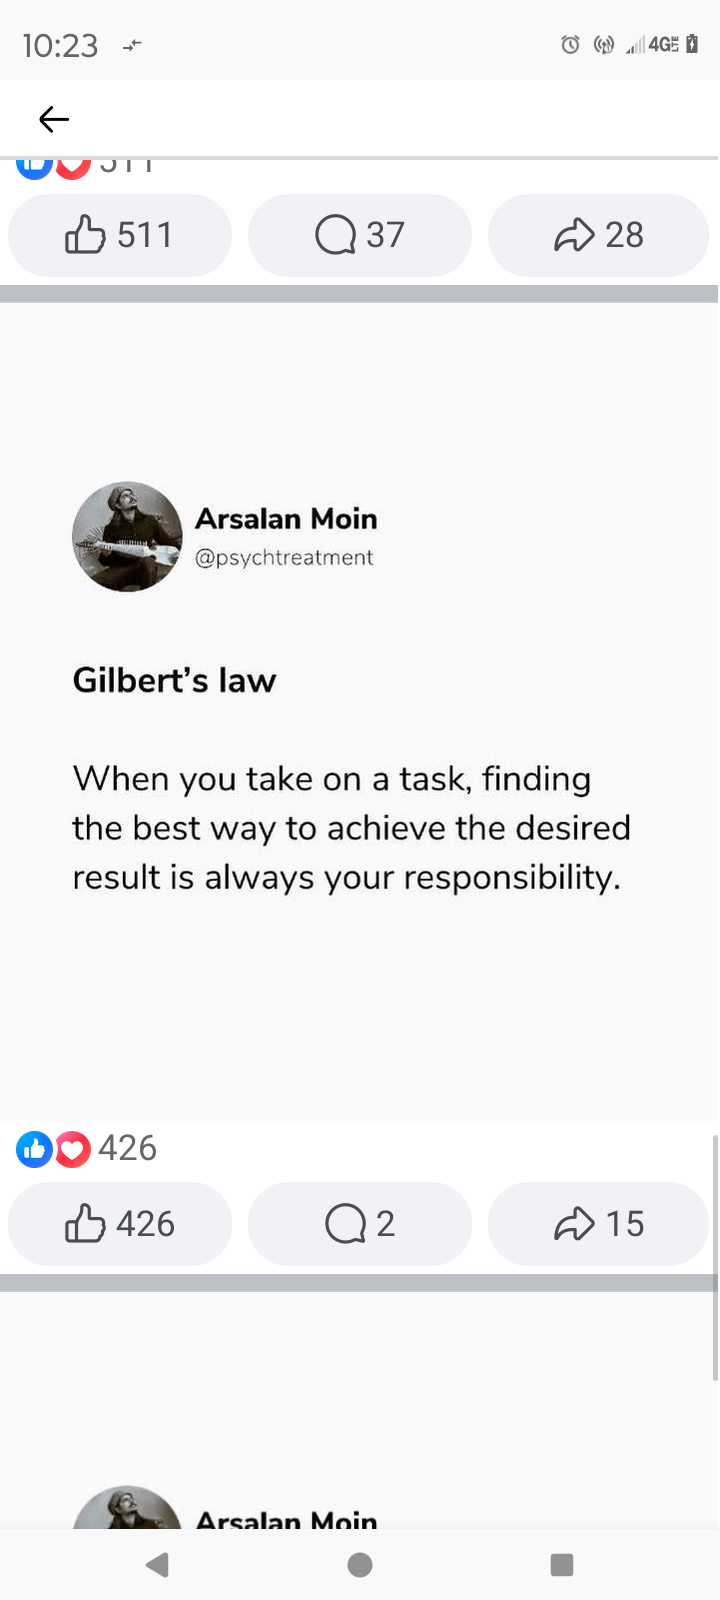 10:23 4G LTE
511
511 37 28
Arsalan Moin
@psychtreatment
Gilbert’s law
When you take on a task, finding
the best way to achieve the desired
result is always your responsibility.
426
426 2 15
Arsalan Moin